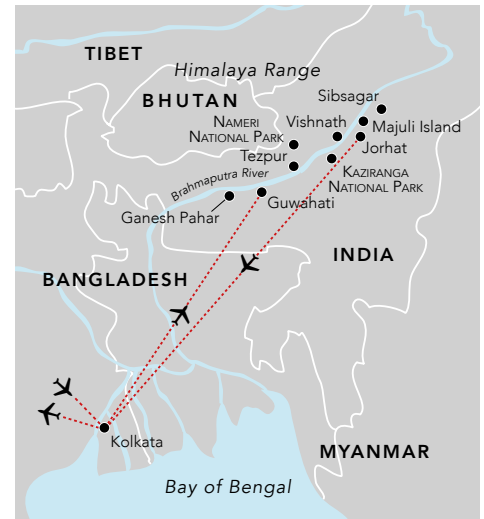 TIBET
Himalaya Range
BHUTAN
Sibsagar
NAMERI
NATIONAL PARK
Vishnath
Majuli Island
Jorhat
Tezpur
KAZIRANGA
NATIONAL PARK
Brahmaputra River
Guwahati
Ganesh Pahar
INDIA
BANGLADESH
Kolkata
MYANMAR
Bay of Bengal